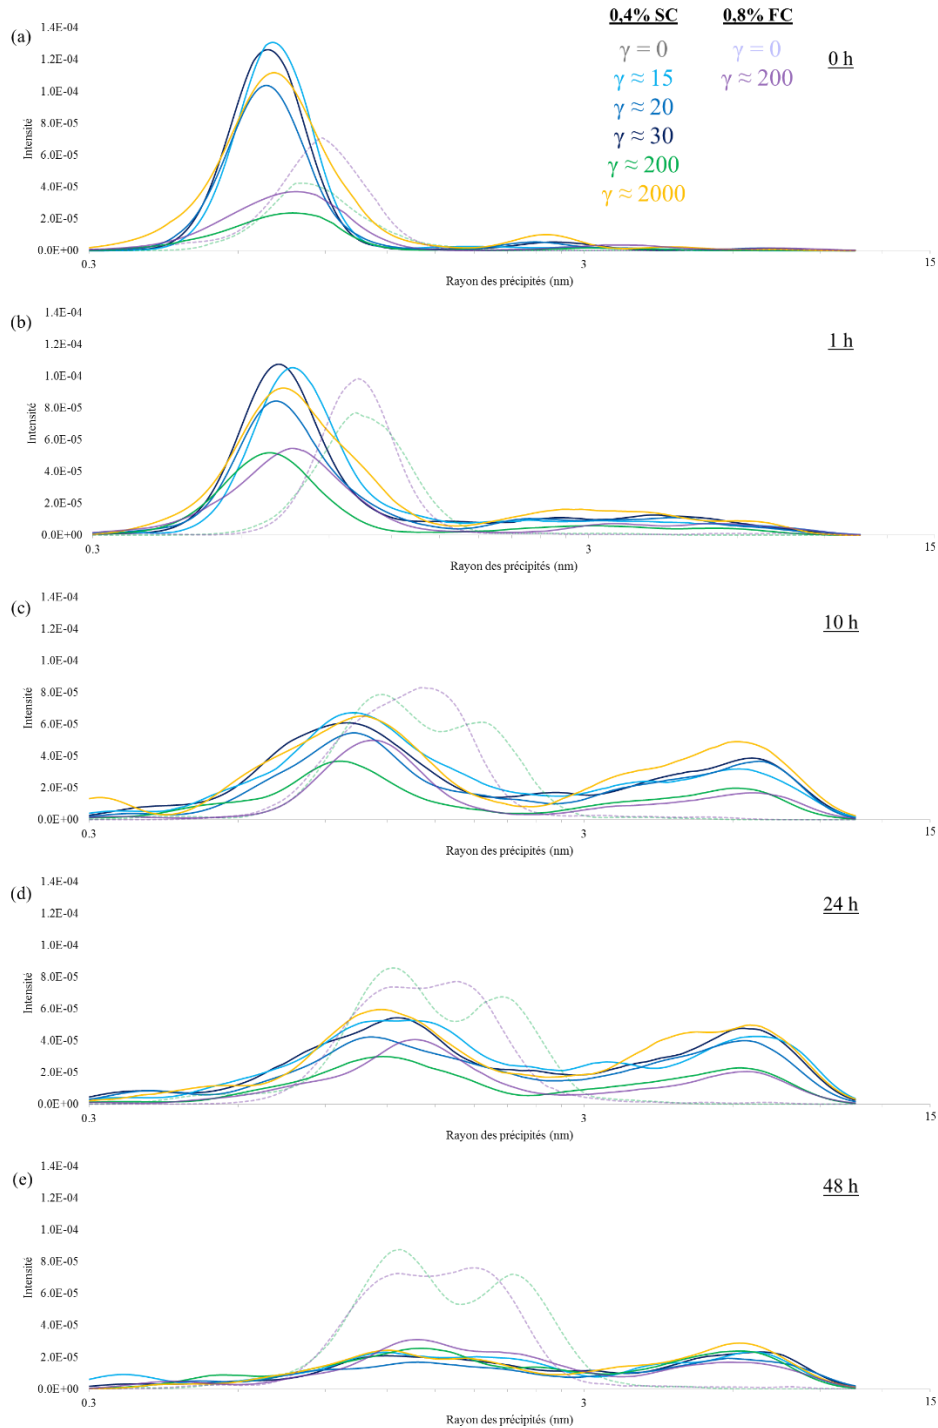 0,4% SC 0,8% FC
γ = 0 γ = 0
γ ≈ 15 γ ≈ 200
γ ≈ 20
γ ≈ 30
γ ≈ 200
γ ≈ 2000
(a)
0 h
Intensité
1.4E-04
1.2E-04
1.0E-04
8.0E-05
6.0E-05
4.0E-05
2.0E-05
0.0E+00
0.3 3 15
Rayon des précipités (nm)
(b)
1 h
Intensité
1.4E-04
1.2E-04
1.0E-04
8.0E-05
6.0E-05
4.0E-05
2.0E-05
0.0E+00
0.3 3 15
Rayon des précipités (nm)
(c)
10 h
Intensité
1.4E-04
1.2E-04
1.0E-04
8.0E-05
6.0E-05
4.0E-05
2.0E-05
0.0E+00
0.3 3 15
Rayon des précipités (nm)
(d)
24 h
Intensité
1.4E-04
1.2E-04
1.0E-04
8.0E-05
6.0E-05
4.0E-05
2.0E-05
0.0E+00
0.3 3 15
Rayon des précipités (nm)
(e)
48 h
Intensité
1.4E-04
1.2E-04
1.0E-04
8.0E-05
6.0E-05
4.0E-05
2.0E-05
0.0E+00
0.3 3 15
Rayon des précipités (nm)